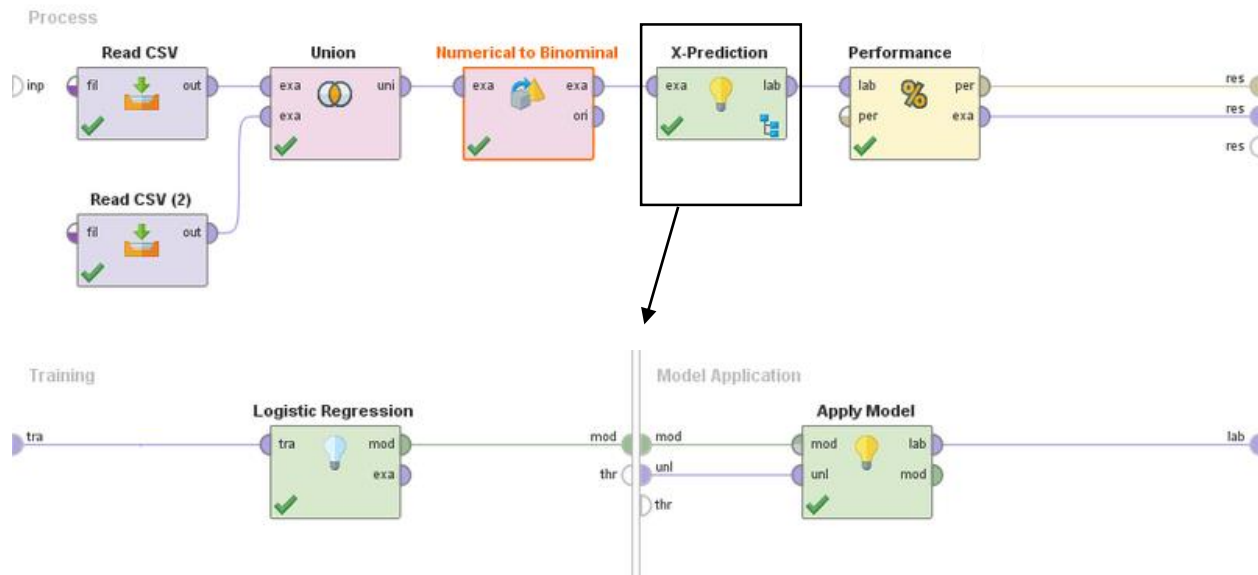 Process
Read CSV
Union
Numerical to Binominal
X-Prediction
Performance
inp
fil
out
exa
uni
exa
exa
exa
lab
lab
per
res
exa
ori
per
exa
res
res
Read CSV (2)
fil
out
Training
Model Application
Logistic Regression
Apply Model
tra
tra
mod
mod
mod
mod
lab
lab
exa
thr
unl
unl
mod
thr